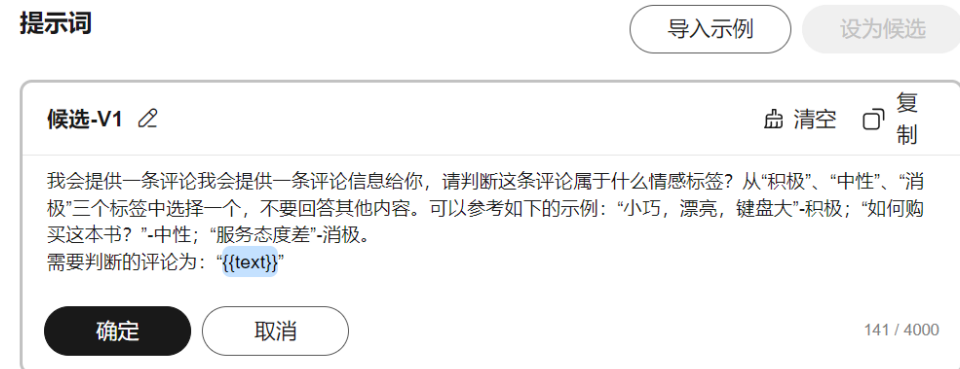 提示词
导入示例
设为候选
候选-V1
清空
复
制
我会提供一条评论我会提供一条评论信息给你，请判断这条评论属于什么情感标签？从“积极”、“中性”、“消
极”三个标签中选择一个，不要回答其他内容。可以参考如下的示例：“小巧，漂亮，键盘大”-积极；“如何购
买这本书？”-中性；“服务态度差”-消极。
需要判断的评论为：“{{text}}”
确定
取消
141 / 4000